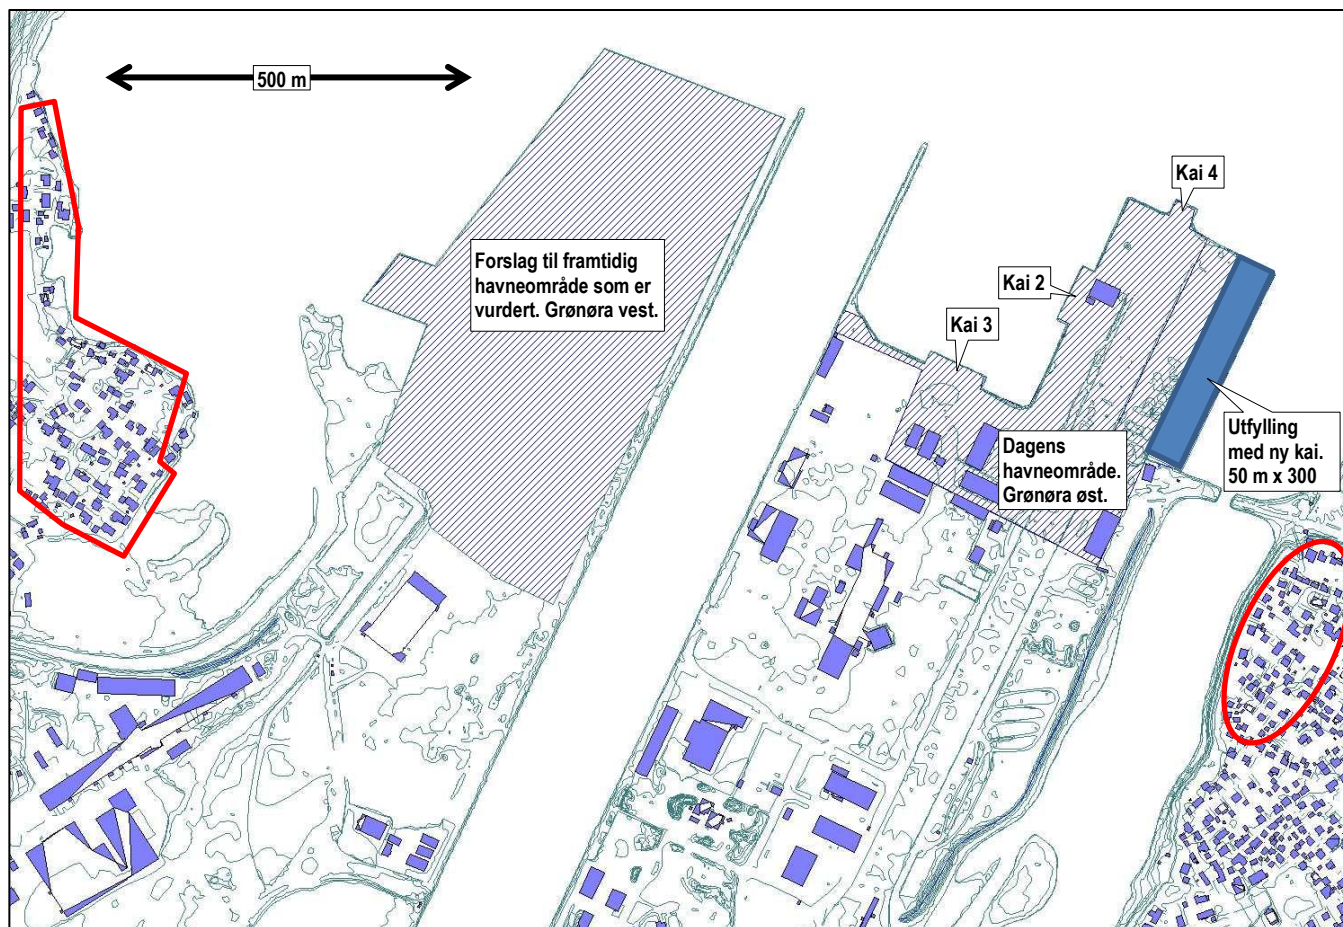 500 m
Kai 4
Forslag til framtidig
havneområde som er
vurdert. Grønøra vest.
Kai 2
Kai 3
Utfylling
med ny kai.
50 m x 300
Dagens
havneområde.
Grønøra øst.